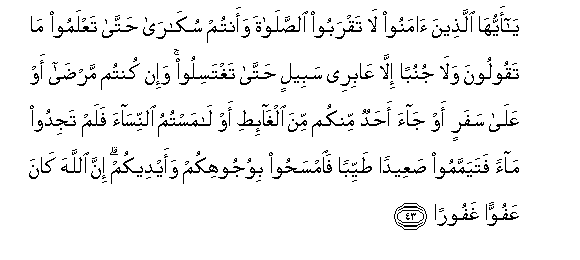 يَـٰٓأَيُّهَا ٱلَّذِينَ ءَامَنُوا۟ لَا تَقْرَبُوا۟ ٱلصَّلَوٰةَ وَأَنتُمْ سُكَـٰرَىٰ حَتَّىٰ تَعْلَمُوا۟ مَا
تَقُولُونَ وَلَا جُنُبًا إِلَّا عَابِرِى سَبِيلٍ حَتَّىٰ تَغْتَسِلُوا۟ ۚ وَإِن كُنتُم مَّرْضَىٰٓ أَوْ
عَلَىٰ سَفَرٍ أَوْ جَآءَ أَحَدٌ مِّنكُم مِّنَ ٱلْغَآئِطِ أَوْ لَـٰمَسْتُمُ ٱلنِّسَآءَ فَلَمْ تَجِدُوا۟
مَآءً فَتَيَمَّمُوا۟ صَعِيدًا طَيِّبًا فَٱمْسَحُوا۟ بِوُجُوهِكُمْ وَأَيْدِيكُمْ ۗ إِنَّ ٱللَّهَ كَانَ
عَفُوًّا غَفُورًا ﴿٤٣﴾